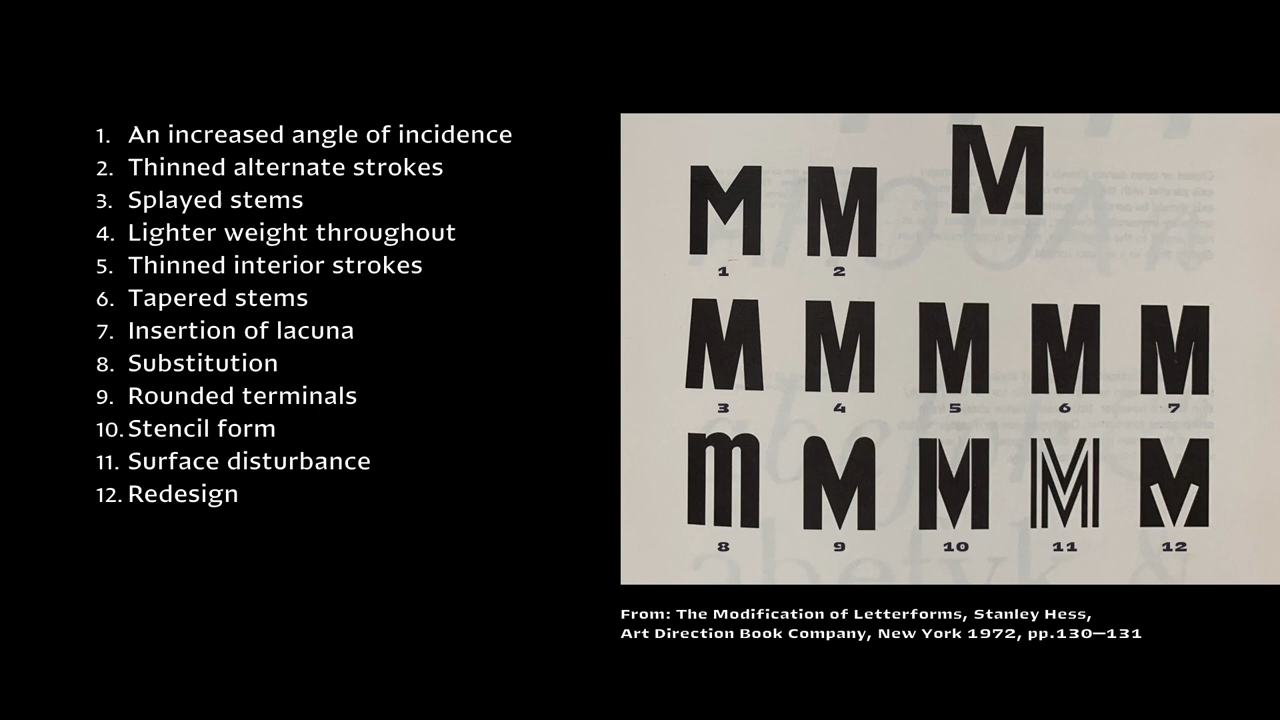 1. An increased angle of incidence
2. Thinned alternate strokes
3. Splayed stems
4. Lighter weight throughout
5. Thinned interior strokes
6. Tapered stems
7. Insertion of lacuna
8. Substitution
9. Rounded terminals
10. Stencil form
11. Surface disturbance
12. Redesign
M
M M
1 2
M M M M M
3 4 5 6 7
m M M M M
8 9 10 11 12
From: The Modification of Letterforms, Stanley Hess,
Art Direction Book Company, New York 1972, pp.130—131